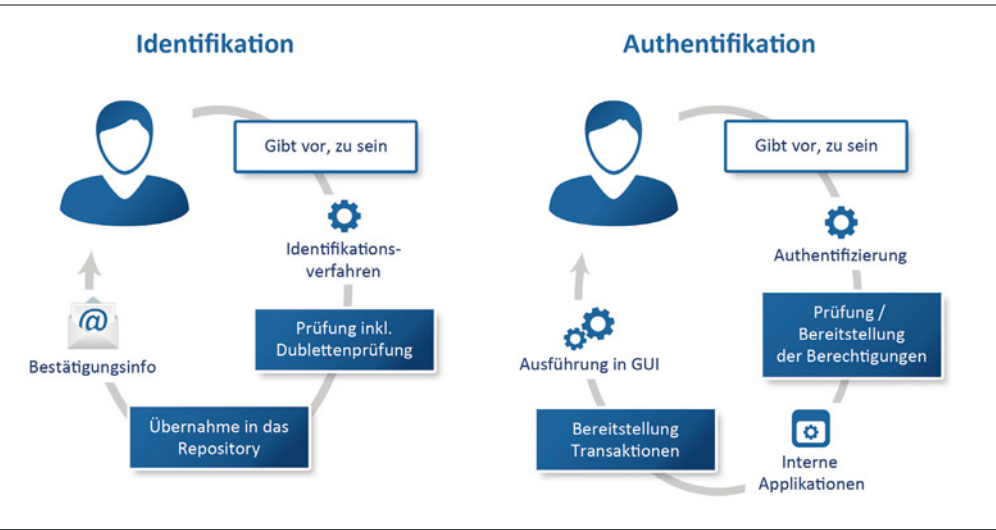 Identifikation
Gibt vor, zu sein
Identifikations-
verfahren
Prüfung inkl.
Dublettenprüfung
Übernahme in das
Repository
@
Bestätigungsinfo
Authentifikation
Gibt vor, zu sein
Authentifizierung
Prüfung /
Bereitstellung
der Berechtigungen
Interne
Applikationen
Bereitstellung
Transaktionen
Ausführung in GUI